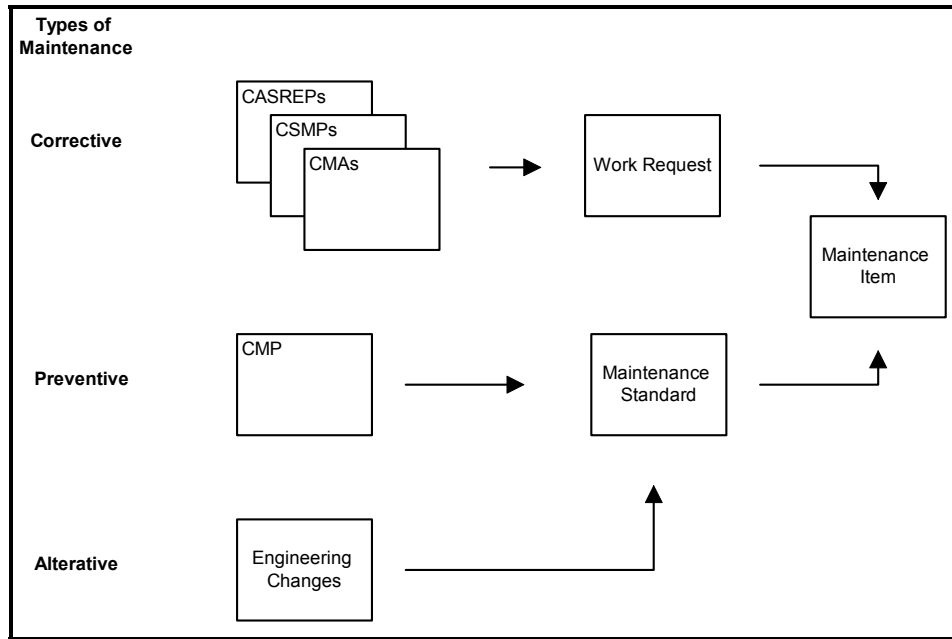 Types of
Maintenance
Corrective
CASREPs
CSMPs
CMAs
Work Request
Maintenance
Item
Preventive
CMP
Maintenance
Standard
Alterative
Engineering
Changes